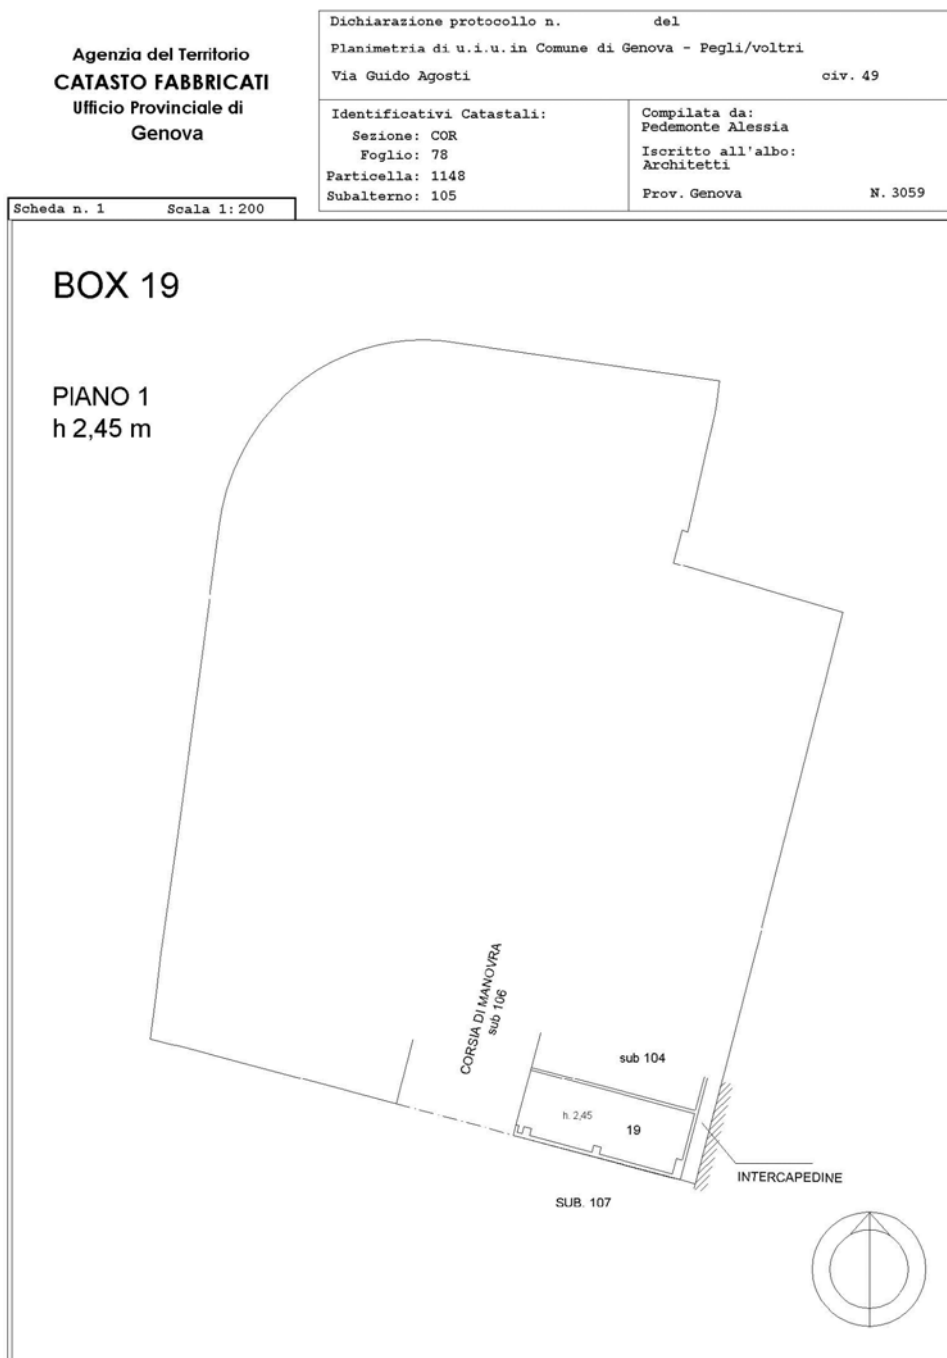 Agenzia del Territorio
CATASTO FABBRICATI
Ufficio Provinciale di
Genova
Dichiarazione protocollo n. del
Planimetria di u.i.u. in Comune di Genova - Pegli/voltri
Via Guido Agosti civ. 49
Identificativi Catastali:
Sezione: COR
Foglio: 78
Particella: 1148
Subalterno: 105
Compilata da:
Pedemonte Alessia
Iscritto all'albo:
Architetti
Prov. Genova N. 3059
Scheda n. 1 Scala 1:200
BOX 19
PIANO 1
h 2,45 m
CORSIA DI MANOVRA
sub 106
sub 104
h. 2,45
19
INTERCAPEDINE
SUB. 107